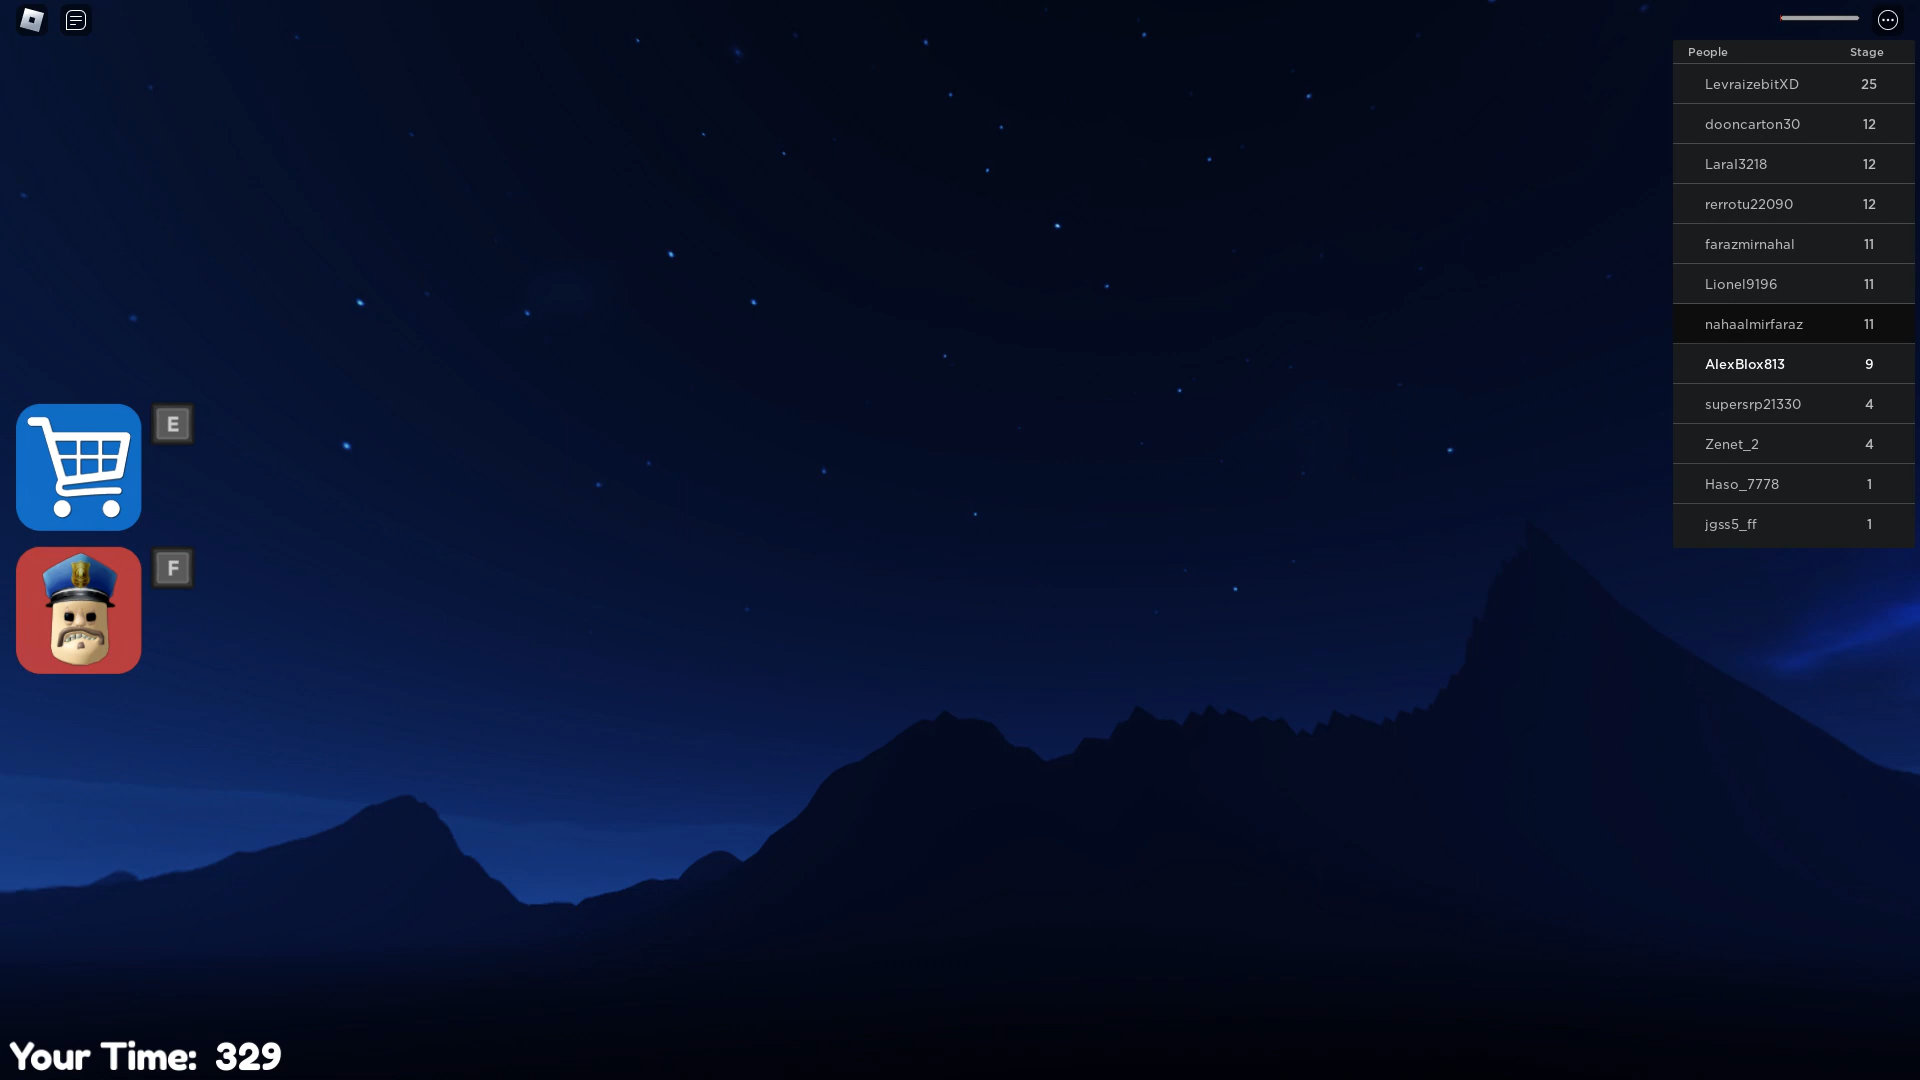 People Stage
LevraizebitXD 25
dooncarton30 12
Laral3218 12
rerrotu22090 12
farazmirnahal 11
Lionel9196 11
nahaalmirfaraz 11
AlexBlox813 9
supersrp21330 4
Zenet_2 4
Haso_7778 1
jgss5_ff 1
E
F
Your Time: 329